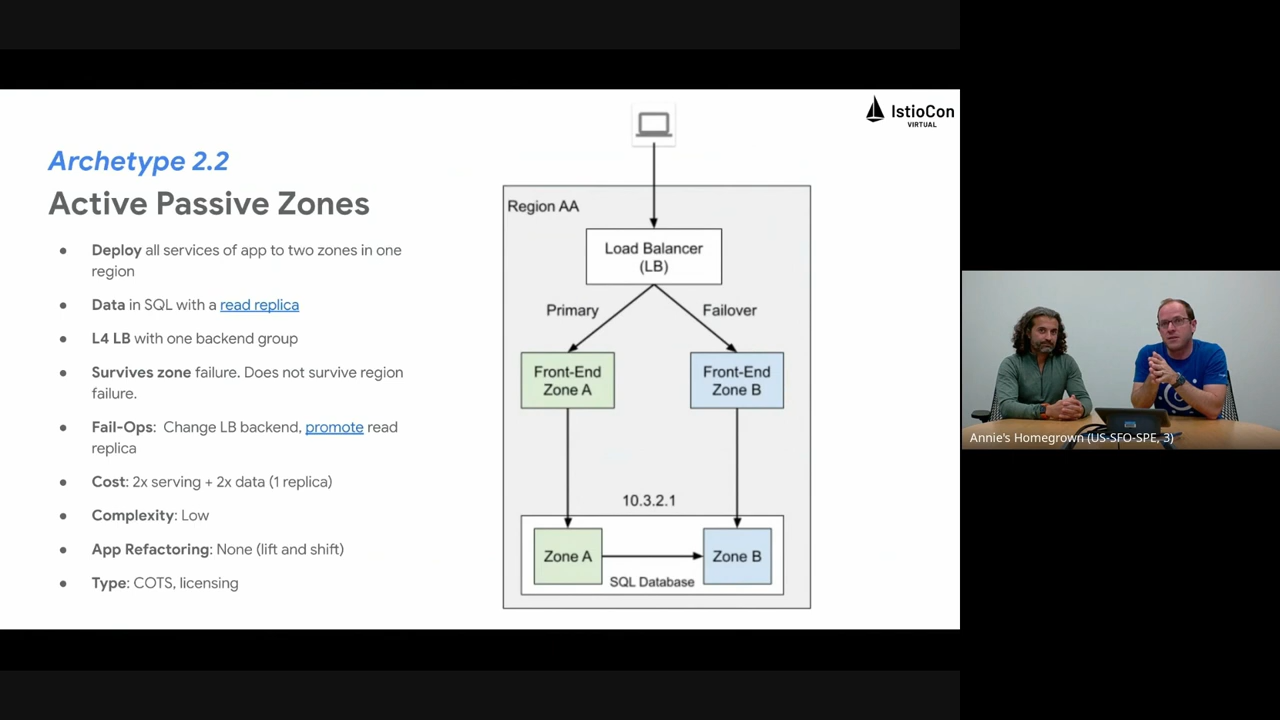 IstioCon
VIRTUAL
Archetype 2.2
Active Passive Zones
● Deploy all services of app to two zones in one
region
● Data in SQL with a read replica
● L4 LB with one backend group
● Survives zone failure. Does not survive region
failure.
● Fail-Ops:  Change LB backend, promote read
replica
● Cost: 2x serving + 2x data (1 replica)
● Complexity: Low
● App Refactoring: None (lift and shift)
● Type: COTS, licensing
Region AA
Load Balancer
(LB)
Primary
Failover
Front-End
Zone A
Front-End
Zone B
10.3.2.1
Zone A
Zone B
SQL Database
Annie's Homegrown (US-SFO-SPE, 3)